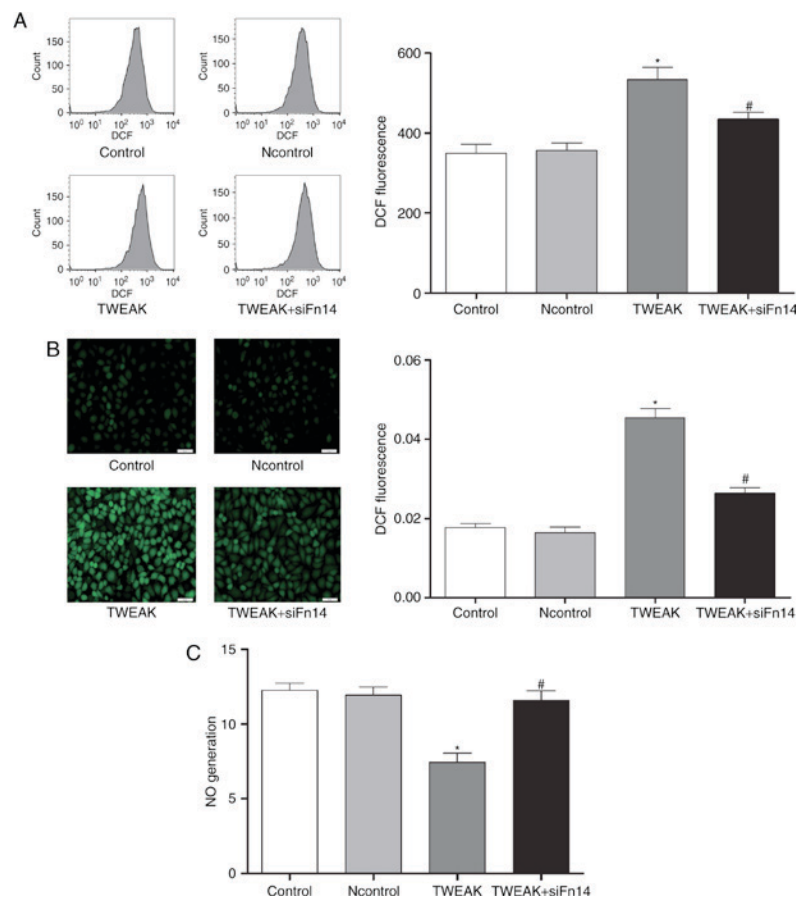 A
150
100
50
0
Count
10⁰ 10¹ 10² 10³ 10⁴
DCF
Control
150
100
50
0
Count
10⁰ 10¹ 10² 10³ 10⁴
DCF
Ncontrol
150
100
50
0
Count
10⁰ 10¹ 10² 10³ 10⁴
DCF
TWEAK
150
100
50
0
Count
10⁰ 10¹ 10² 10³ 10⁴
DCF
TWEAK+siFn14
600
400
200
0
DCF fluorescence
*
#
Control Ncontrol TWEAK TWEAK+siFn14
B
Control
Ncontrol
TWEAK
TWEAK+siFn14
0.06
0.04
0.02
0.00
DCF fluorescence
*
#
Control Ncontrol TWEAK TWEAK+siFn14
C
15
10
5
0
NO generation
*
#
Control Ncontrol TWEAK TWEAK+siFn14